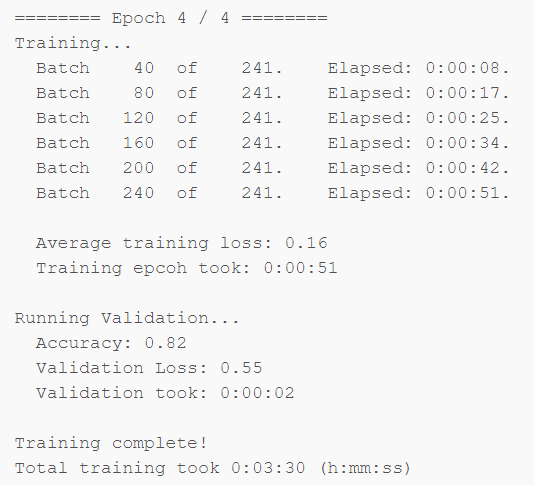 ======== Epoch 4 / 4 ========
Training...
  Batch    40  of    241.    Elapsed: 0:00:08.
  Batch    80  of    241.    Elapsed: 0:00:17.
  Batch   120  of    241.    Elapsed: 0:00:25.
  Batch   160  of    241.    Elapsed: 0:00:34.
  Batch   200  of    241.    Elapsed: 0:00:42.
  Batch   240  of    241.    Elapsed: 0:00:51.

  Average training loss: 0.16
  Training epcoh took: 0:00:51

Running Validation...
  Accuracy: 0.82
  Validation Loss: 0.55
  Validation took: 0:00:02

Training complete!
Total training took 0:03:30 (h:mm:ss)